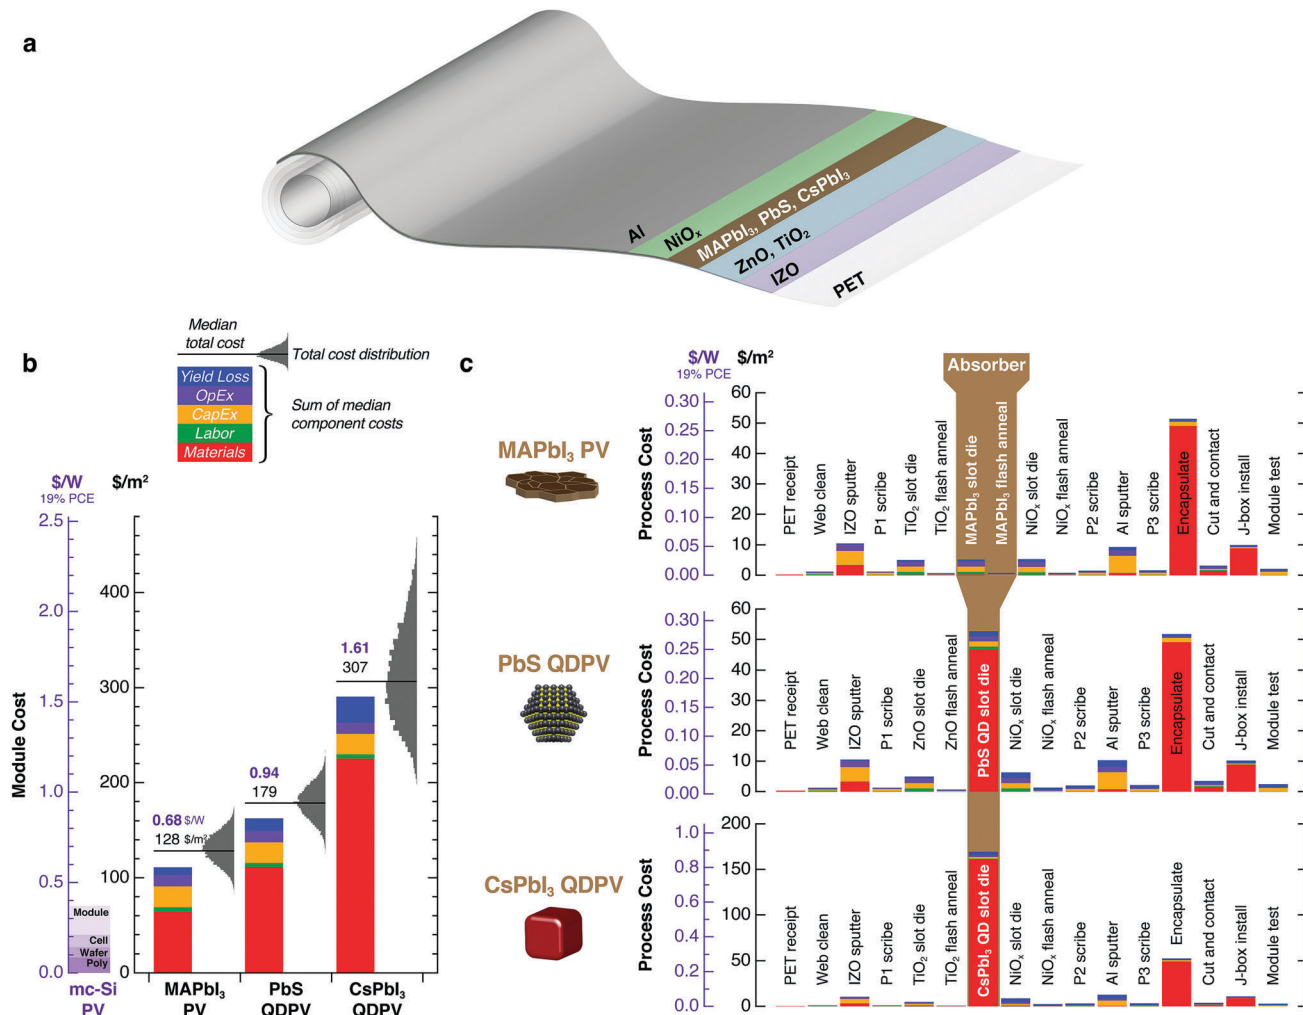 a
Al
NiOx
MAPbI3, PbS, CsPbI3
ZnO, TiO2
IZO
PET
b
Median
total cost
Total cost distribution
Yield Loss
OpEx
CapEx
Labor
Materials
Sum of median
component costs
$/W
19% PCE
$/m²
Module Cost
2.5
2.0
1.5
1.0
0.5
0.0
400
300
200
100
0
0.68 $/W
128 $/m²
0.94
179
1.61
307
Module
Cell
Wafer
Poly
mc-Si
PV
MAPbI3
PV
PbS
QDPV
CsPbI3
QDPV
c
$/W
19% PCE
$/m²
Absorber
MAPbI3 PV
Process Cost
0.30
0.25
0.20
0.15
0.10
0.05
0.00
60
50
40
30
20
10
0
PET receipt
Web clean
IZO sputter
P1 scribe
TiO2 slot die
TiO2 flash anneal
MAPbI3 slot die
MAPbI3 flash anneal
NiOx slot die
NiOx flash anneal
P2 scribe
Al sputter
P3 scribe
Encapsulate
Cut and contact
J-box install
Module test
PbS QDPV
Process Cost
0.30
0.25
0.20
0.15
0.10
0.05
0.00
60
50
40
30
20
10
0
PET receipt
Web clean
IZO sputter
P1 scribe
ZnO slot die
ZnO flash anneal
PbS QD slot die
NiOx slot die
NiOx flash anneal
P2 scribe
Al sputter
P3 scribe
Encapsulate
Cut and contact
J-box install
Module test
CsPbI3 QDPV
Process Cost
1.0
0.8
0.6
0.4
0.2
0.0
200
150
100
50
0
PET receipt
Web clean
IZO sputter
P1 scribe
TiO2 slot die
TiO2 flash anneal
CsPbI3 QD slot die
NiOx slot die
NiOx flash anneal
P2 scribe
Al sputter
P3 scribe
Encapsulate
Cut and contact
J-box install
Module test